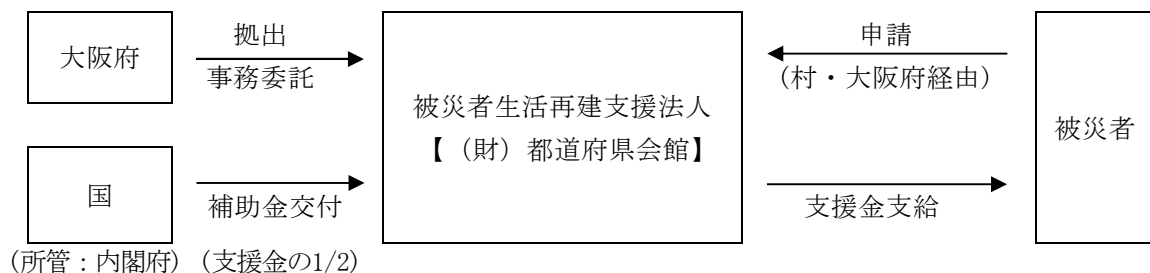 大阪府
拠出
事務委託
被災者生活再建支援法人
【（財）都道府県会館】
申請
（村・大阪府経由）
被災者
国
補助金交付
支援金支給
（所管：内閣府）
（支援金の1/2）